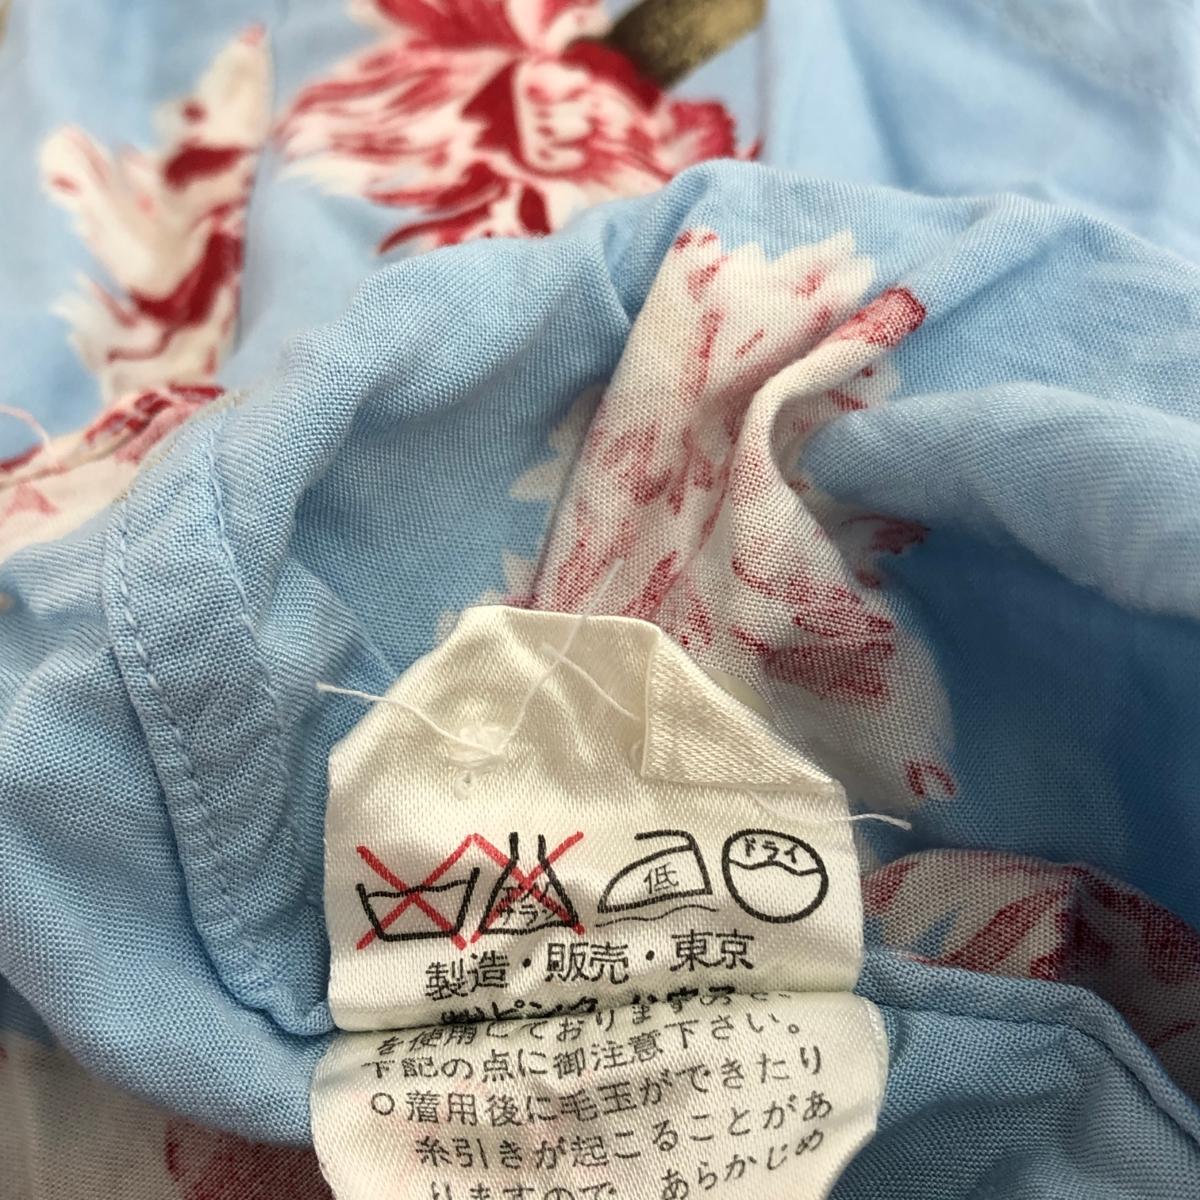 低 ドライ
製造・販売・東京
を使用しております
下記の点に御注意下さい。
○着用後に毛玉ができたり
糸引きが起こることがあ
りますので、あらかじめ